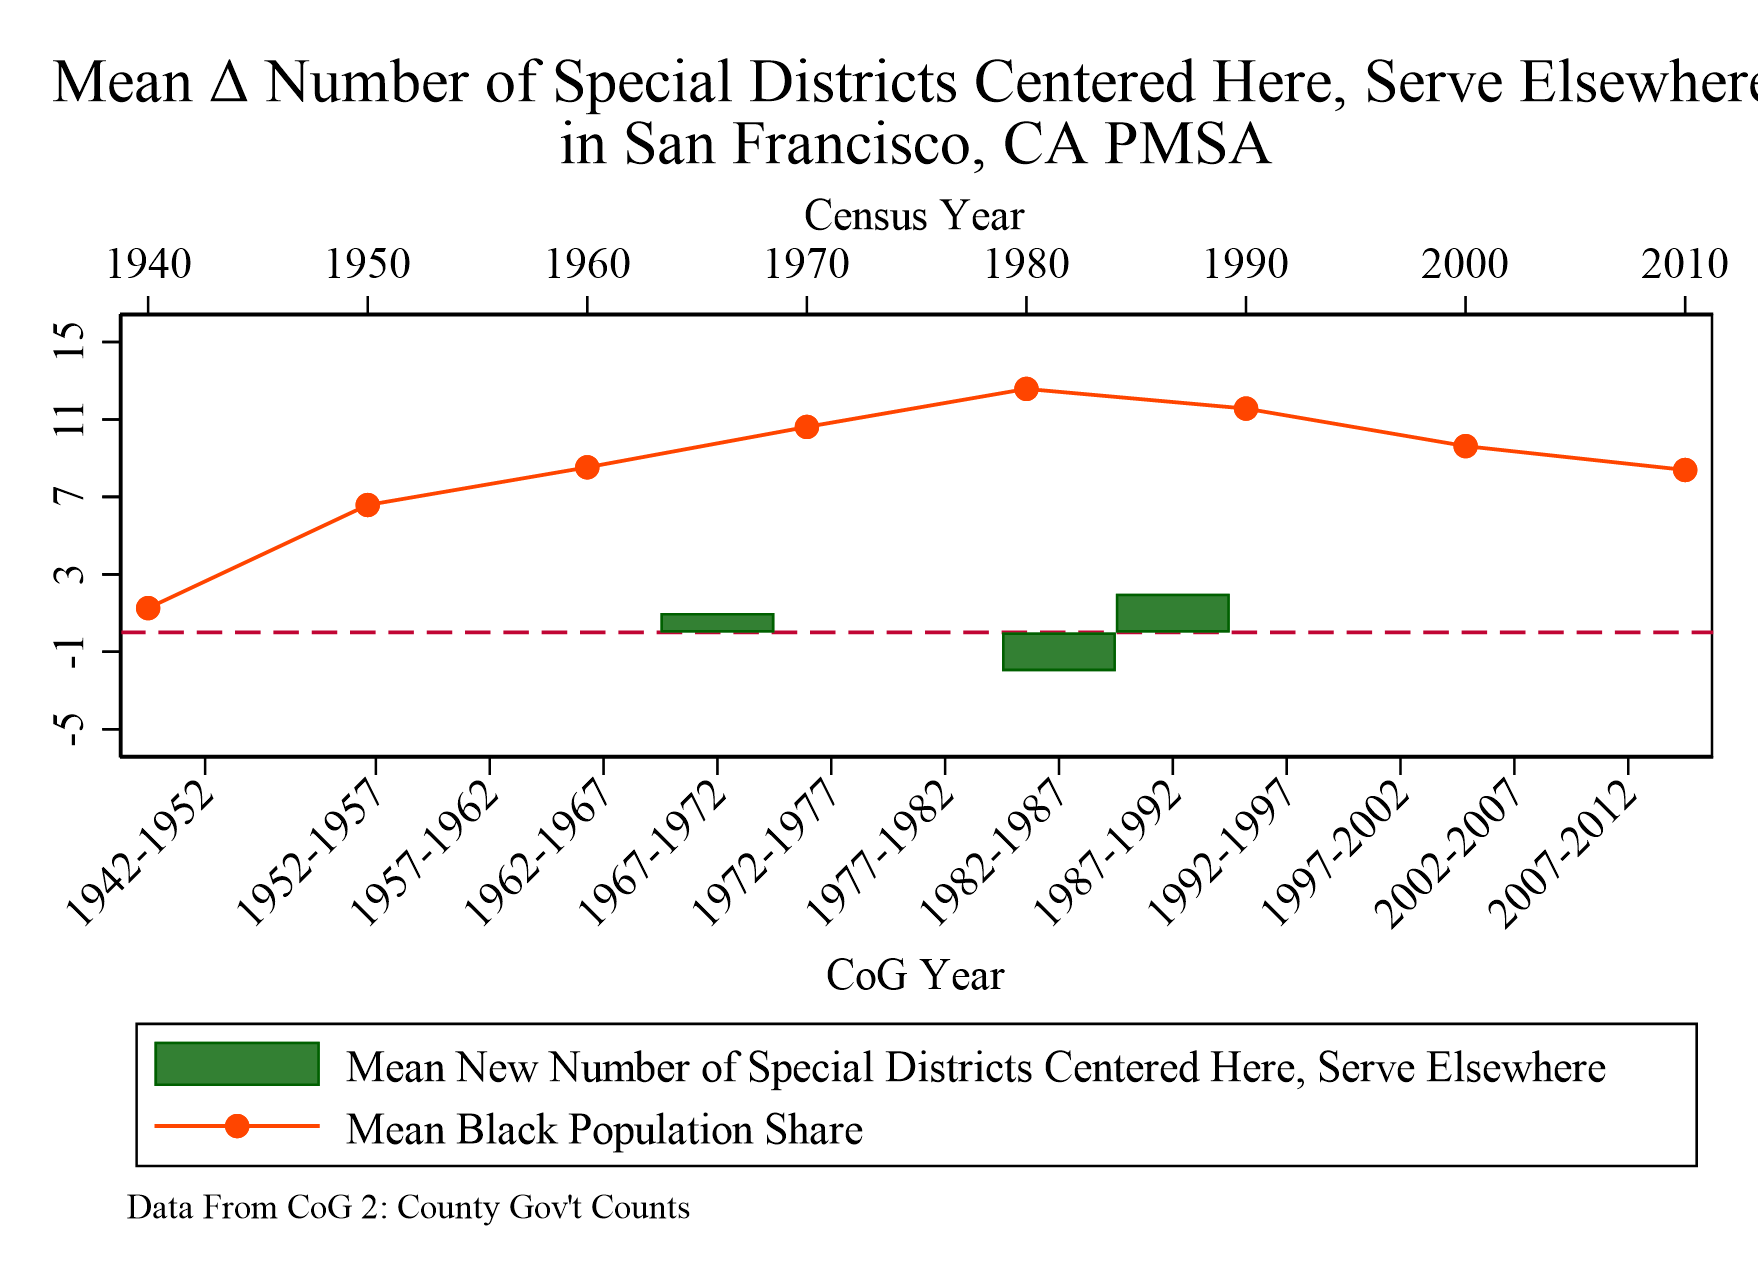 Mean Δ Number of Special Districts Centered Here, Serve Elsewhere
in San Francisco, CA PMSA
Census Year
1940 1950 1960 1970 1980 1990 2000 2010
15
11
7
3
-1
-5
1942-1952 1952-1957 1957-1962 1962-1967 1967-1972 1972-1977 1977-1982 1982-1987 1987-1992 1992-1997 1997-2002 2002-2007 2007-2012
CoG Year
Mean New Number of Special Districts Centered Here, Serve Elsewhere
Mean Black Population Share
Data From CoG 2: County Gov't Counts